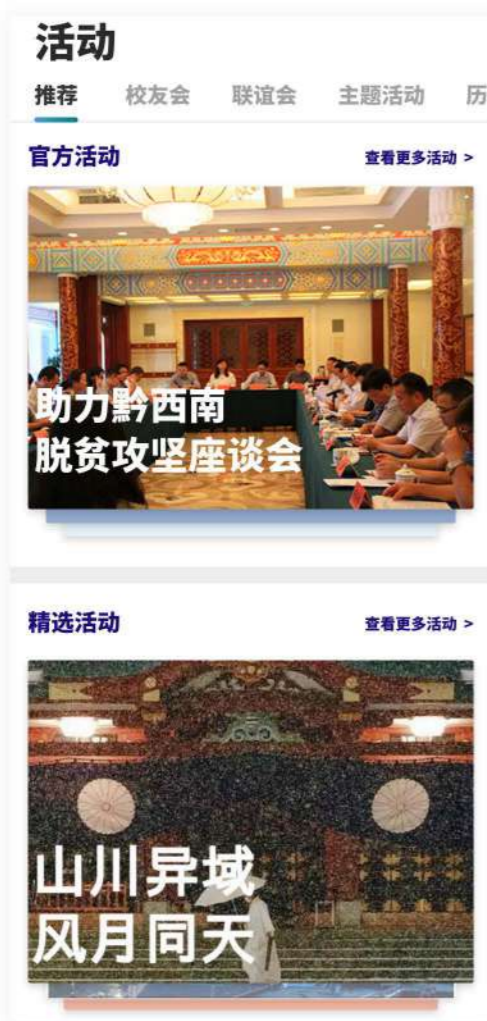 活动
推荐 校友会 联谊会 主题活动 历
官方活动 查看更多活动 >
助力黔西南
脱贫攻坚座谈会
精选活动 查看更多活动 >
山川异域
风月同天